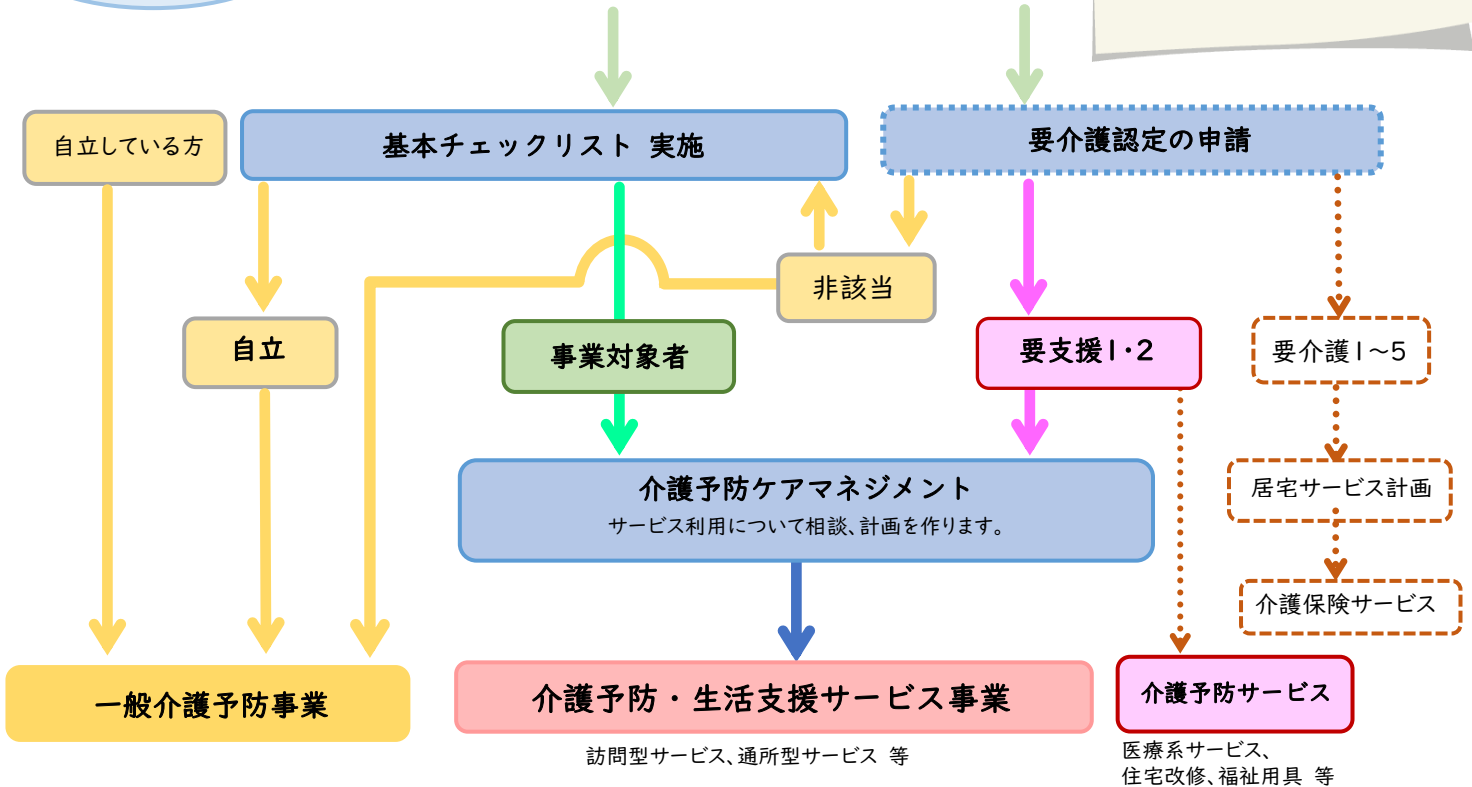 自立している方
基本チェックリスト 実施
要介護認定の申請
非該当
自立
事業対象者
要支援1・2
要介護1～5
介護予防ケアマネジメント
サービス利用について相談、計画を作ります。
居宅サービス計画
介護保険サービス
一般介護予防事業
介護予防・生活支援サービス事業
訪問型サービス、通所型サービス 等
介護予防サービス
医療系サービス、
住宅改修、福祉用具 等